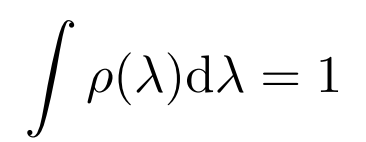 ∫ ρ(λ)dλ = 1